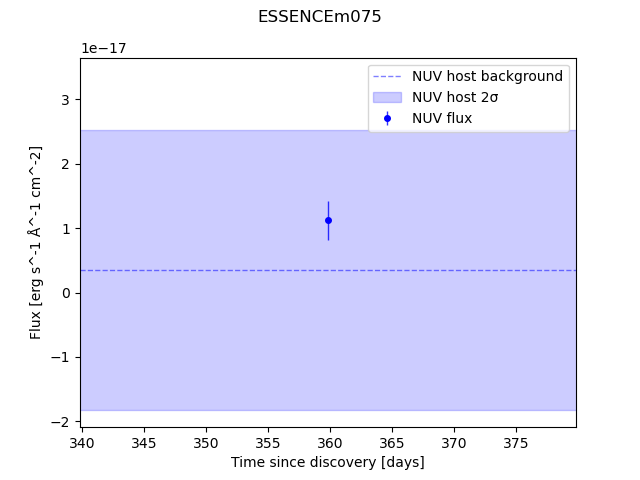 ESSENCEm075
1e−17
NUV host background
NUV host 2σ
NUV flux
3
2
1
0
−1
−2
Flux [erg s^-1 Å^-1 cm^-2]
340 345 350 355 360 365 370 375
Time since discovery [days]